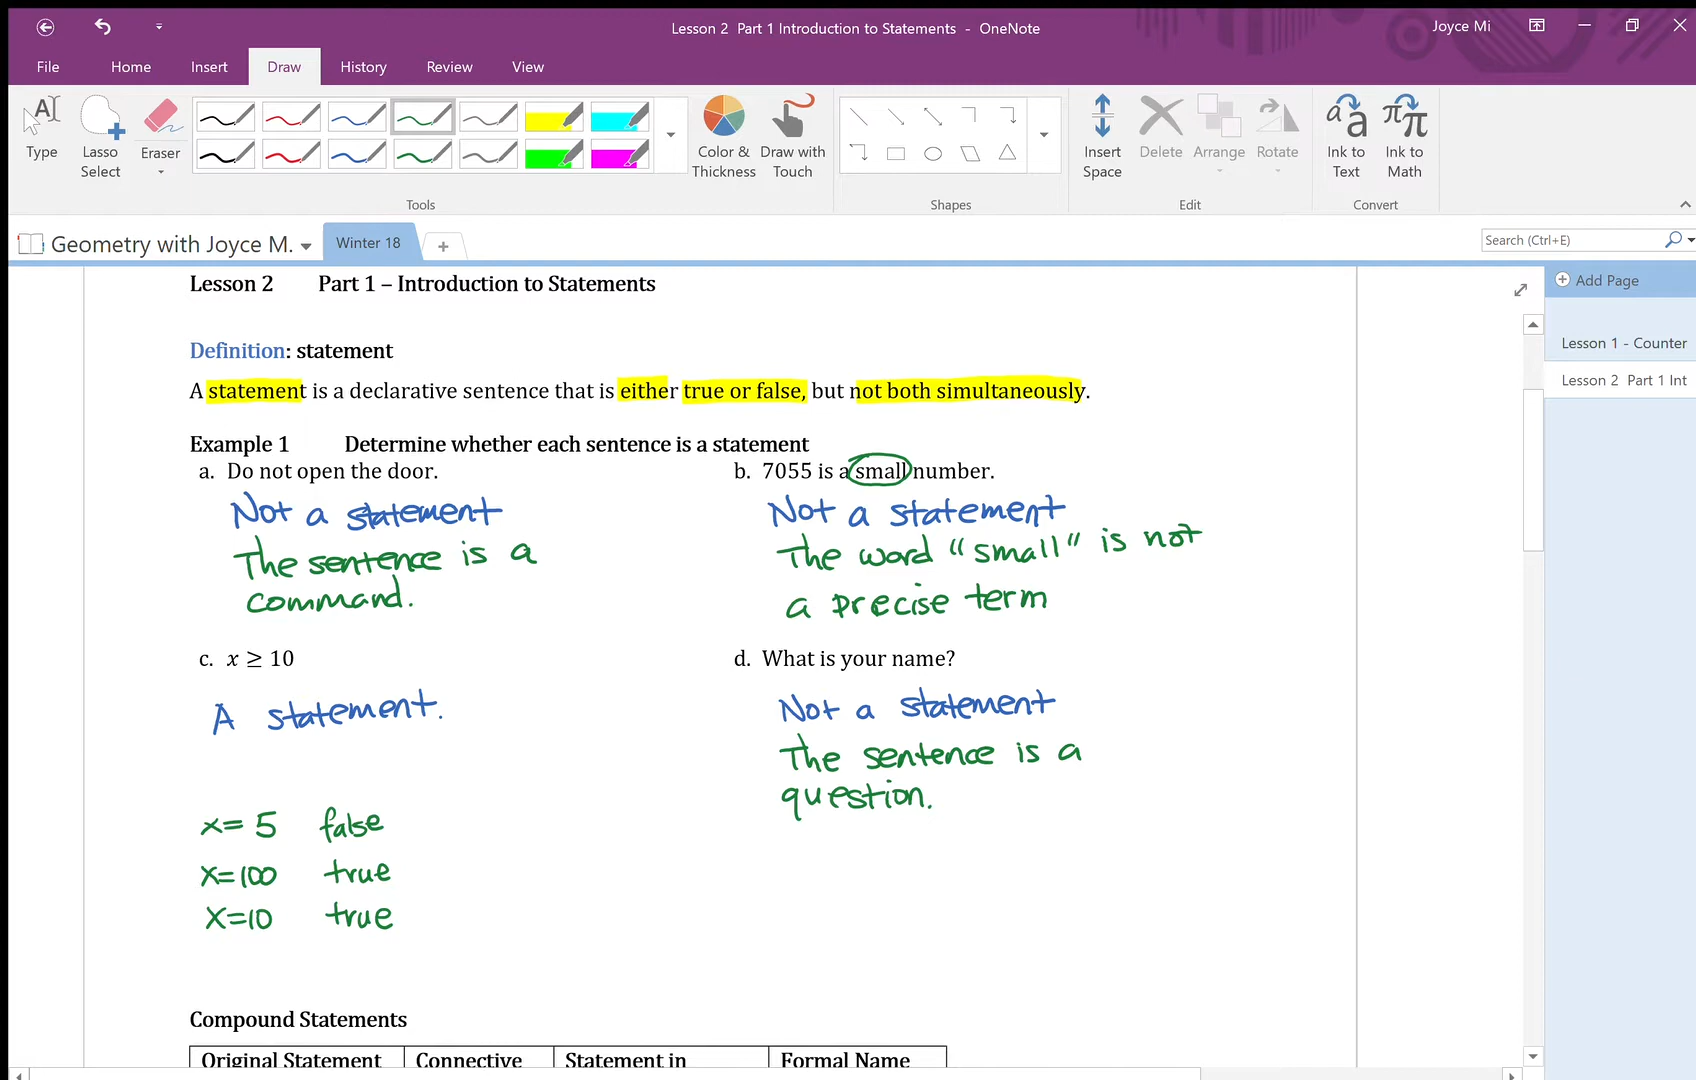 Lesson 2 Part 1 Introduction to Statements - OneNote
Joyce Mi
File Home Insert Draw History Review View
Type
Lasso Select
Eraser
Color & Thickness
Draw with Touch
Insert Space
Delete
Arrange
Rotate
Ink to Text
Ink to Math
Tools
Shapes
Edit
Convert
Geometry with Joyce M.
Winter 18
Search (Ctrl+E)
Add Page
Lesson 1 - Counter
Lesson 2 Part 1 Int
Lesson 2 Part 1 – Introduction to Statements
Definition: statement
A statement is a declarative sentence that is either true or false, but not both simultaneously.
Example 1 Determine whether each sentence is a statement
a. Do not open the door.
Not a statement
The sentence is a
command.
b. 7055 is a small number.
Not a statement
The word "small" is not
a precise term
c. x ≥ 10
A statement.
x= 5 false
x=100 true
x=10 true
d. What is your name?
Not a statement
The sentence is a
question.
Compound Statements
Original Statement Connective Statement in Formal Name